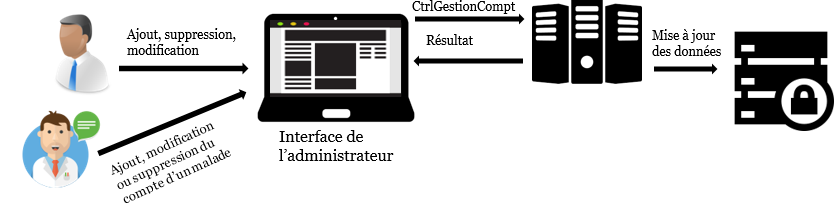 Ajout, suppression,
modification
CtrlGestionCompt
Résultat
Mise à jour
des données
Ajout, modification
ou suppression du
compte d'un malade
Interface de
l'administrateur